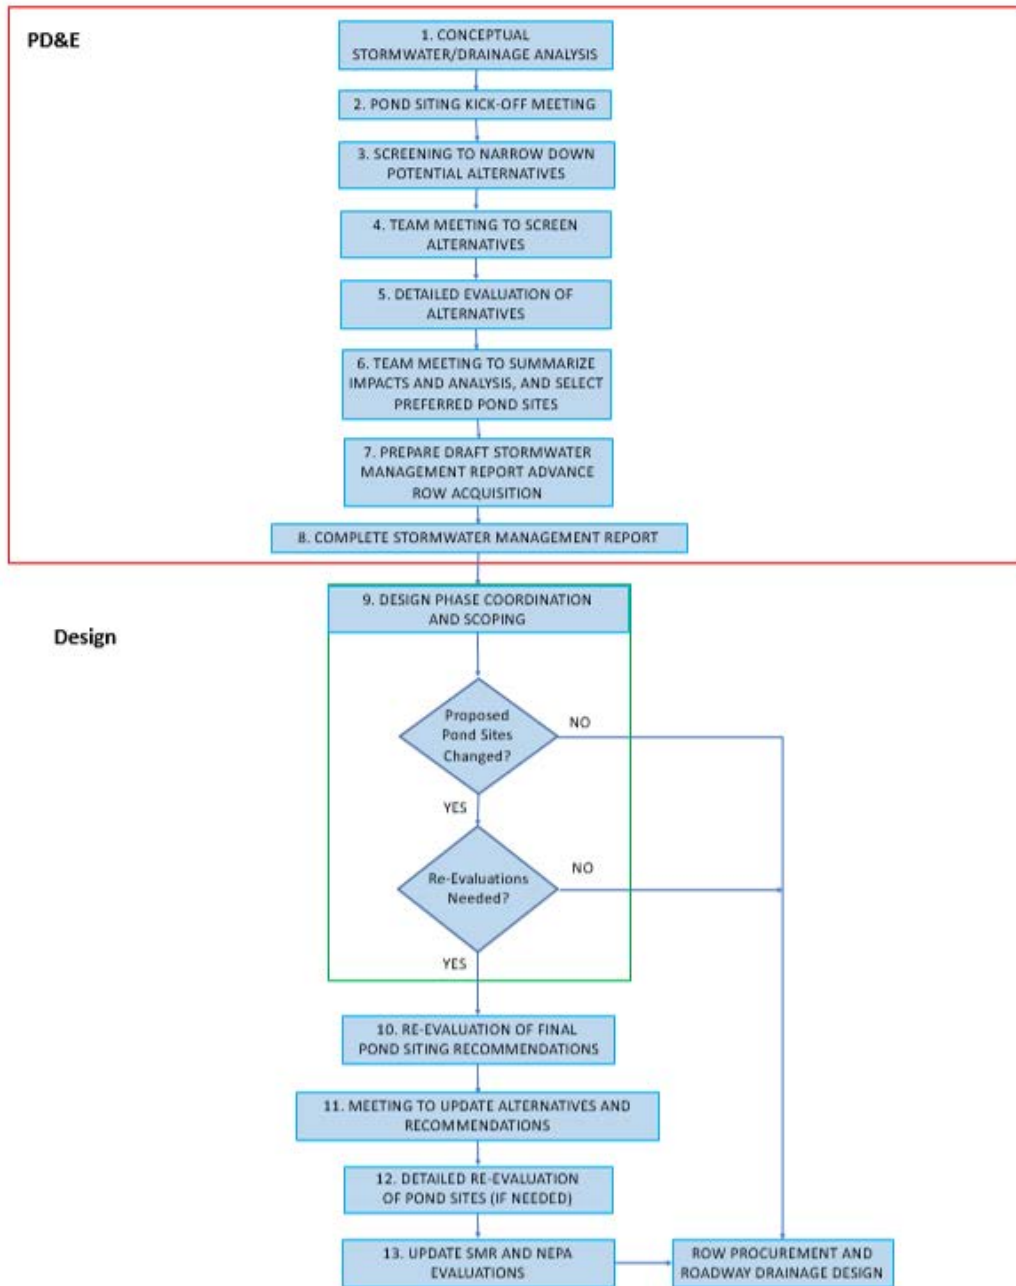 PD&E
1. CONCEPTUAL
STORMWATER/DRAINAGE ANALYSIS
2. POND SITING KICK-OFF MEETING
3. SCREENING TO NARROW DOWN
POTENTIAL ALTERNATIVES
4. TEAM MEETING TO SCREEN
ALTERNATIVES
5. DETAILED EVALUATION OF
ALTERNATIVES
6. TEAM MEETING TO SUMMARIZE
IMPACTS AND ANALYSIS, AND SELECT
PREFERRED POND SITES
7. PREPARE DRAFT STORMWATER
MANAGEMENT REPORT ADVANCE
ROW ACQUISITION
8. COMPLETE STORMWATER MANAGEMENT REPORT
Design
9. DESIGN PHASE COORDINATION
AND SCOPING
Proposed
Pond Sites
Changed?
NO
YES
Re-Evaluations
Needed?
NO
YES
10. RE-EVALUATION OF FINAL
POND SITING RECOMMENDATIONS
11. MEETING TO UPDATE ALTERNATIVES AND
RECOMMENDATIONS
12. DETAILED RE-EVALUATION
OF POND SITES (IF NEEDED)
13. UPDATE SMR AND NEPA
EVALUATIONS
ROW PROCUREMENT AND
ROADWAY DRAINAGE DESIGN